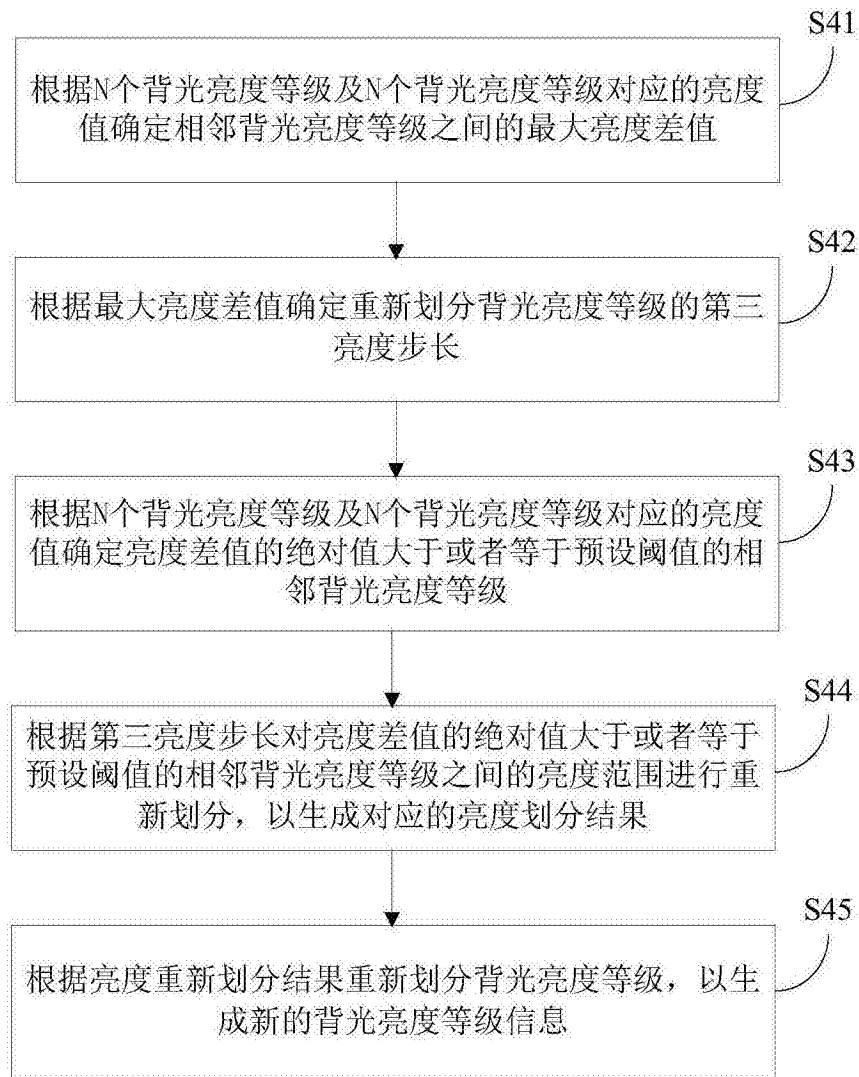 S41
根据N个背光亮度等级及N个背光亮度等级对应的亮度
值确定相邻背光亮度等级之间的最大亮度差值
S42
根据最大亮度差值确定重新划分背光亮度等级的第三
亮度步长
S43
根据N个背光亮度等级及N个背光亮度等级对应的亮度
值确定亮度差值的绝对值大于或者等于预设阈值的相
邻背光亮度等级
S44
根据第三亮度步长对亮度差值的绝对值大于或者等于
预设阈值的相邻背光亮度等级之间的亮度范围进行重
新划分，以生成对应的亮度划分结果
S45
根据亮度重新划分结果重新划分背光亮度等级，以生
成新的背光亮度等级信息